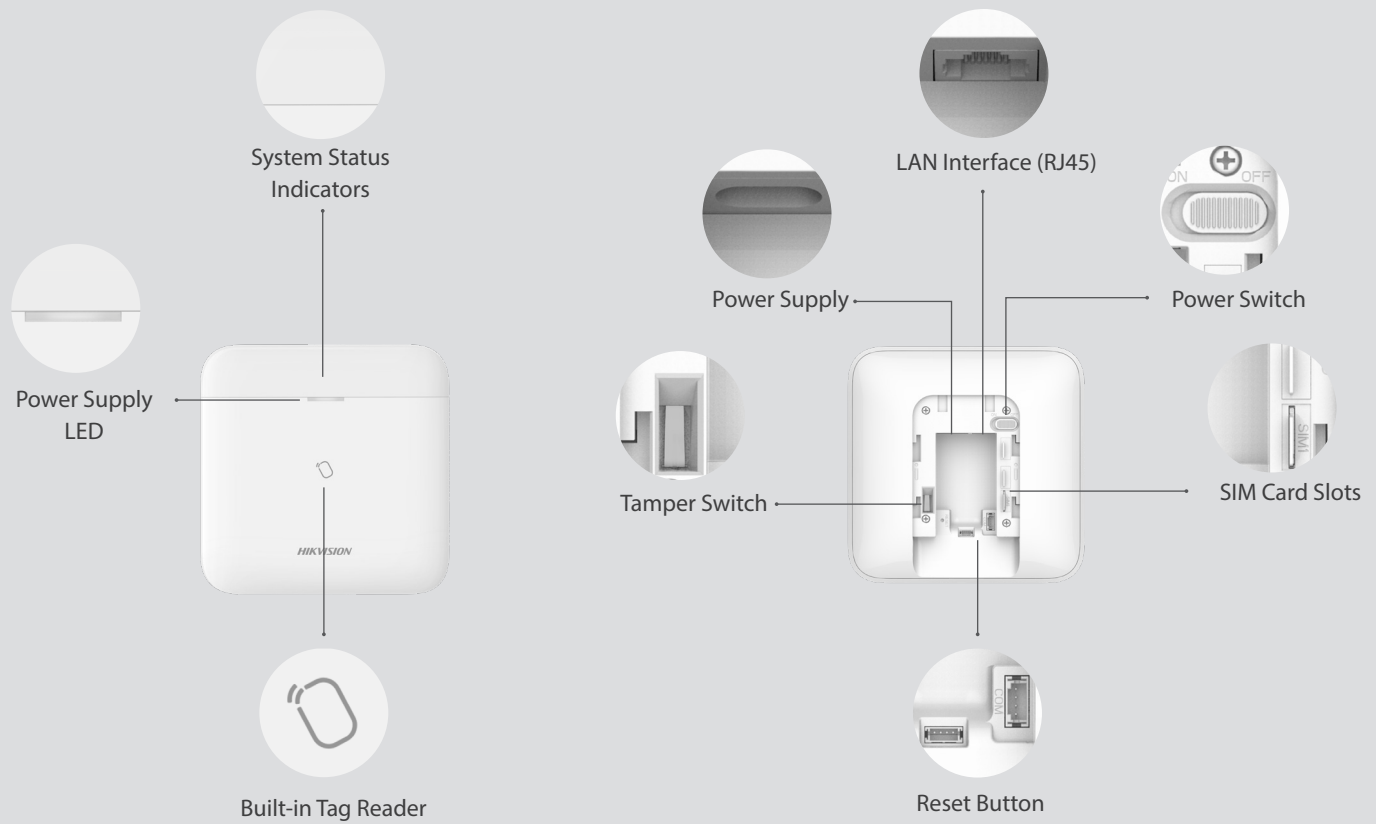 System Status
Indicators
Power Supply
LED
HIKVISION
Built-in Tag Reader
LAN Interface (RJ45)
Power Supply
ON
OFF
Power Switch
Tamper Switch
SIM1
SIM Card Slots
COM
Reset Button